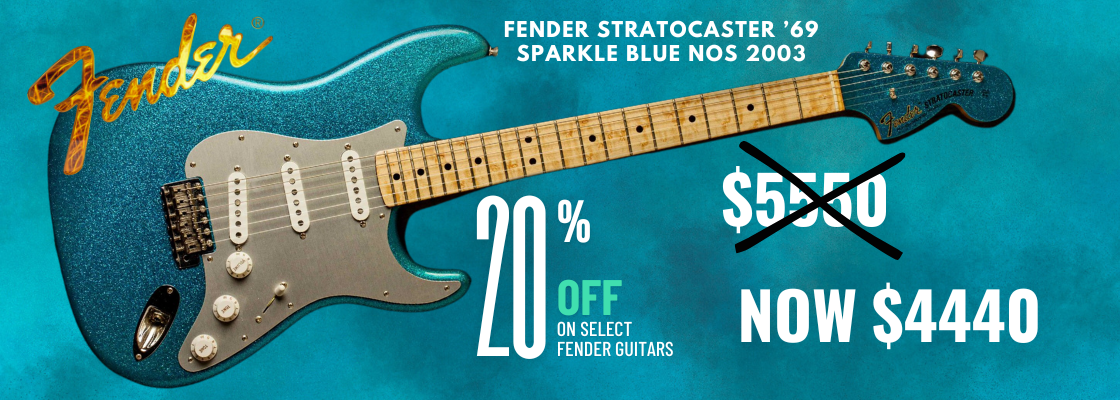 Fender®
FENDER STRATOCASTER ’69
SPARKLE BLUE NOS 2003
Fender STRATOCASTER
$5550
20%
OFF
ON SELECT
FENDER GUITARS
NOW $4440